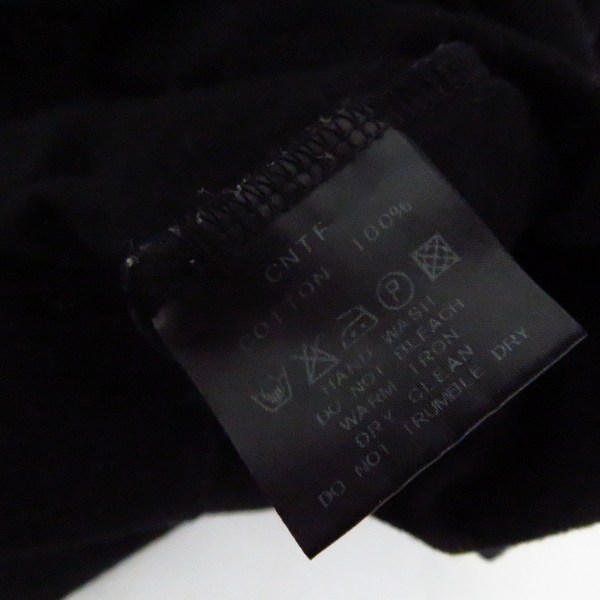 CNTF
COTTON 100%
P
HAND WASH
DO NOT BLEACH
WARM IRON
DRY CLEAN
DO NOT TRUMBLE DRY